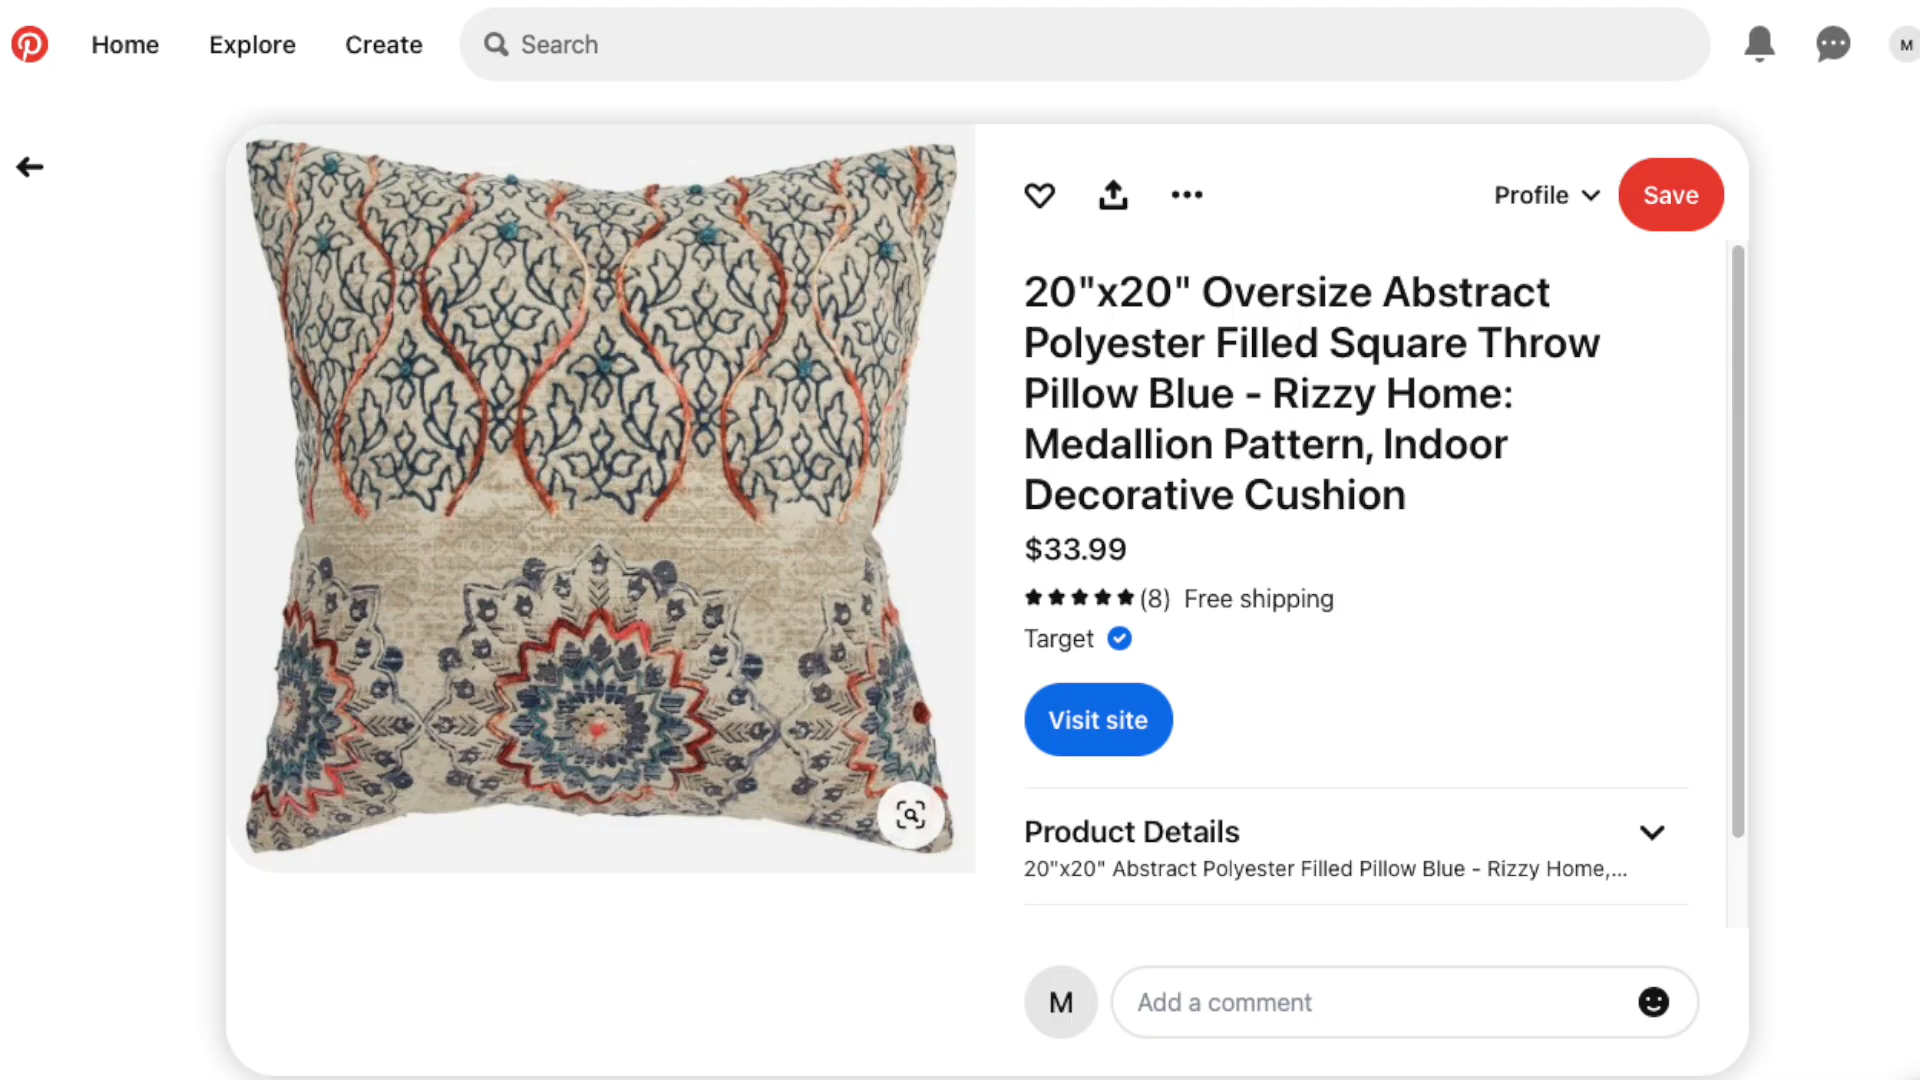 Home
Explore
Create
Search
M
Profile
Save
20"x20" Oversize Abstract
Polyester Filled Square Throw
Pillow Blue - Rizzy Home:
Medallion Pattern, Indoor
Decorative Cushion
$33.99
(8) Free shipping
Target
Visit site
Product Details
20"x20" Abstract Polyester Filled Pillow Blue - Rizzy Home,...
M
Add a comment